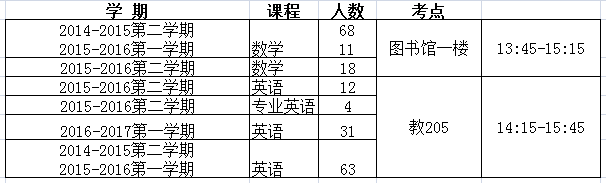 学 期 课程 人数 考点
2014-2015第二学期 68
2015-2016第一学期 数学 11
图书馆一楼 13:45-15:15
2015-2016第二学期 数学 18
2015-2016第二学期 英语 12
2015-2016第二学期 专业英语 4
2016-2017第一学期 英语 31
教205 14:15-15:45
2014-2015第二学期
2015-2016第一学期 英语 63